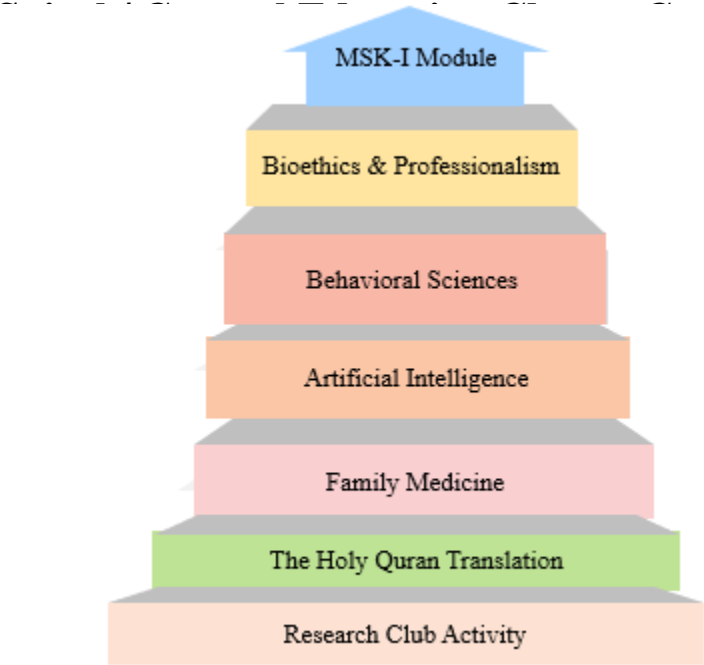 MSK-I Module
Bioethics & Professionalism
Behavioral Sciences
Artificial Intelligence
Family Medicine
The Holy Quran Translation
Research Club Activity